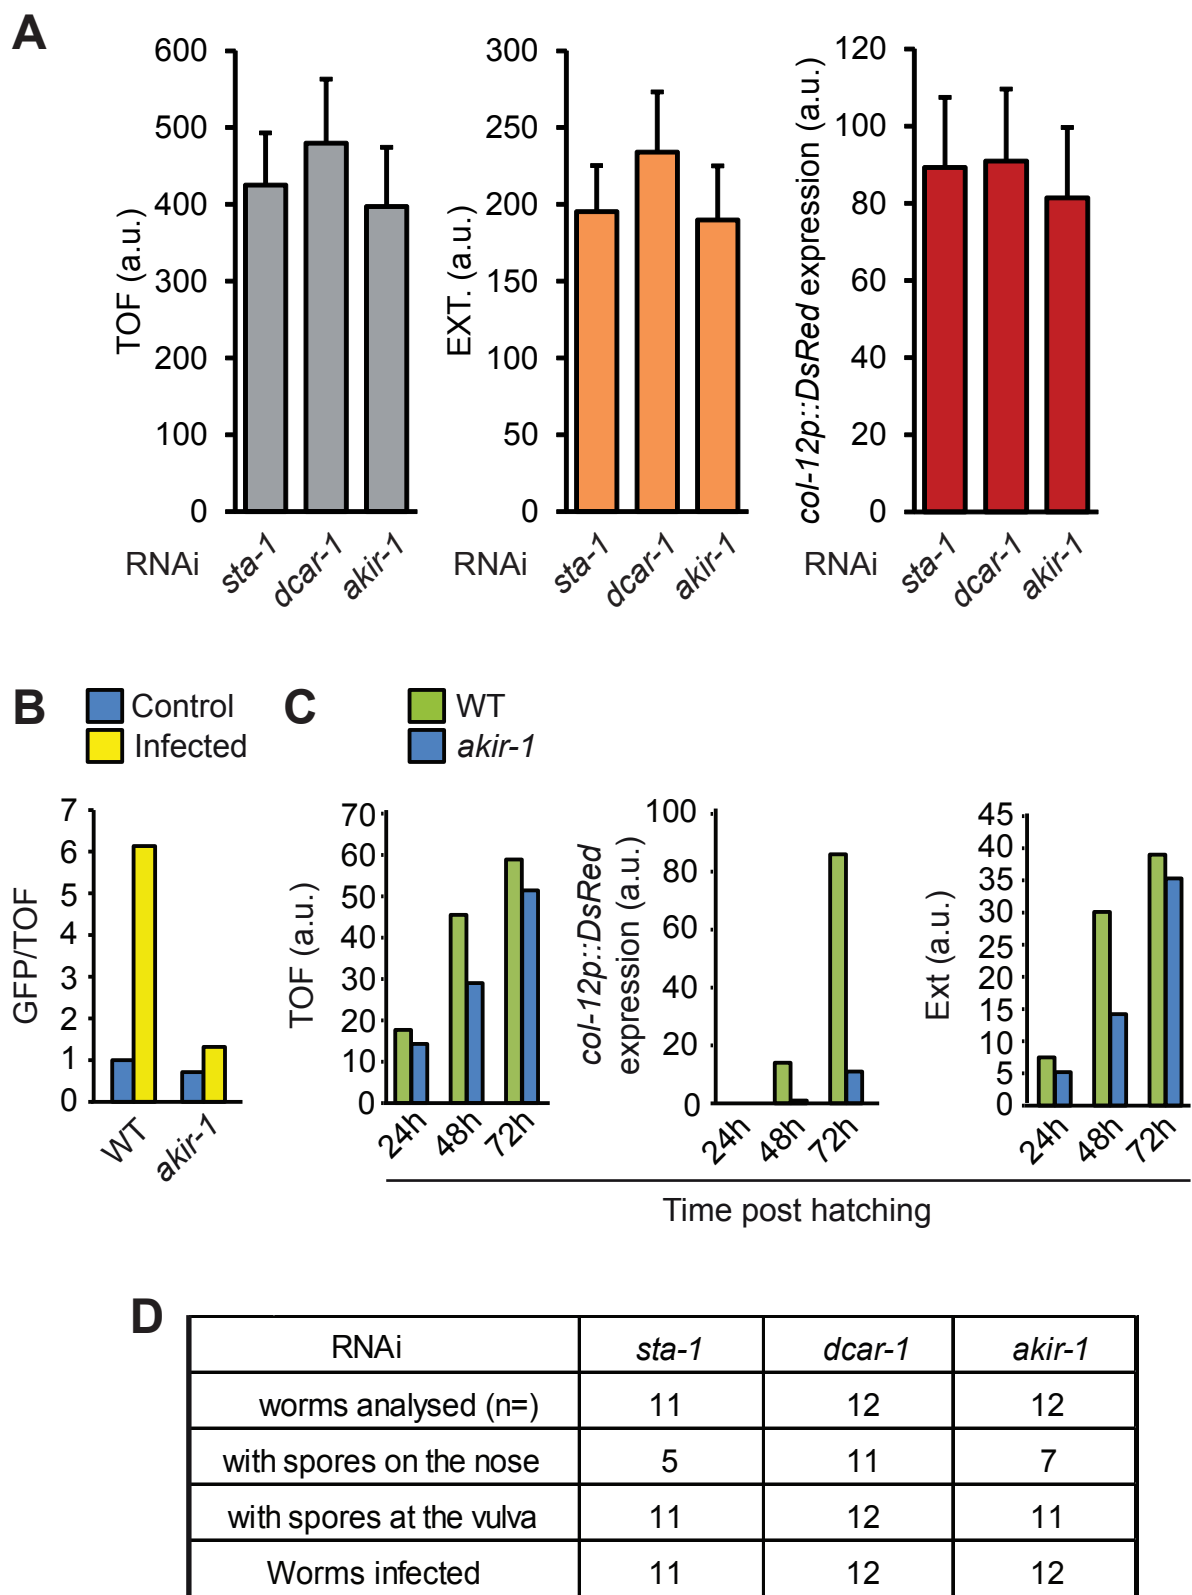 A
600
500
400
300
200
100
0
TOF (a.u.)
RNAi
sta-1
dcar-1
akir-1
300
250
200
150
100
50
0
EXT. (a.u.)
RNAi
sta-1
dcar-1
akir-1
120
100
80
60
40
20
0
col-12p::DsRed expression (a.u.)
RNAi
sta-1
dcar-1
akir-1
B
Control
Infected
7
6
5
4
3
2
1
0
GFP/TOF
WT
akir-1
C
WT
akir-1
70
60
50
40
30
20
10
0
TOF (a.u.)
24h
48h
72h
100
80
60
40
20
0
col-12p::DsRed
expression (a.u.)
24h
48h
72h
45
40
35
30
25
20
15
10
5
0
Ext (a.u.)
24h
48h
72h
Time post hatching
D
RNAi sta-1 dcar-1 akir-1
worms analysed (n=) 11 12 12
with spores on the nose 5 11 7
with spores at the vulva 11 12 11
Worms infected 11 12 12